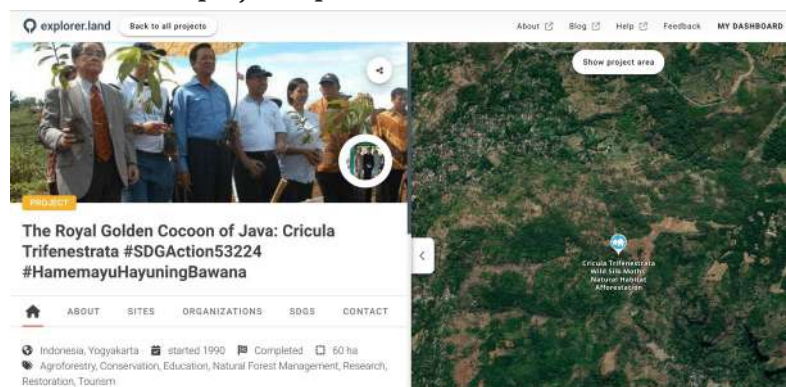 explorer.land
Back to all projects
About
Blog
Help
Feedback
MY DASHBOARD
Show project area
PROJECT
The Royal Golden Cocoon of Java: Cricula
Trifenestrata #SDGAction53224
#HamemayuHayuningBawana
ABOUT
SITES
ORGANIZATIONS
SDGS
CONTACT
Indonesia, Yogyakarta
started 1990
Completed
60 ha
Agroforestry, Conservation, Education, Natural Forest Management, Research,
Restoration, Tourism
Cricula Trifenestrata
Wild Silk Moths
Natural Habitat
Afforestation